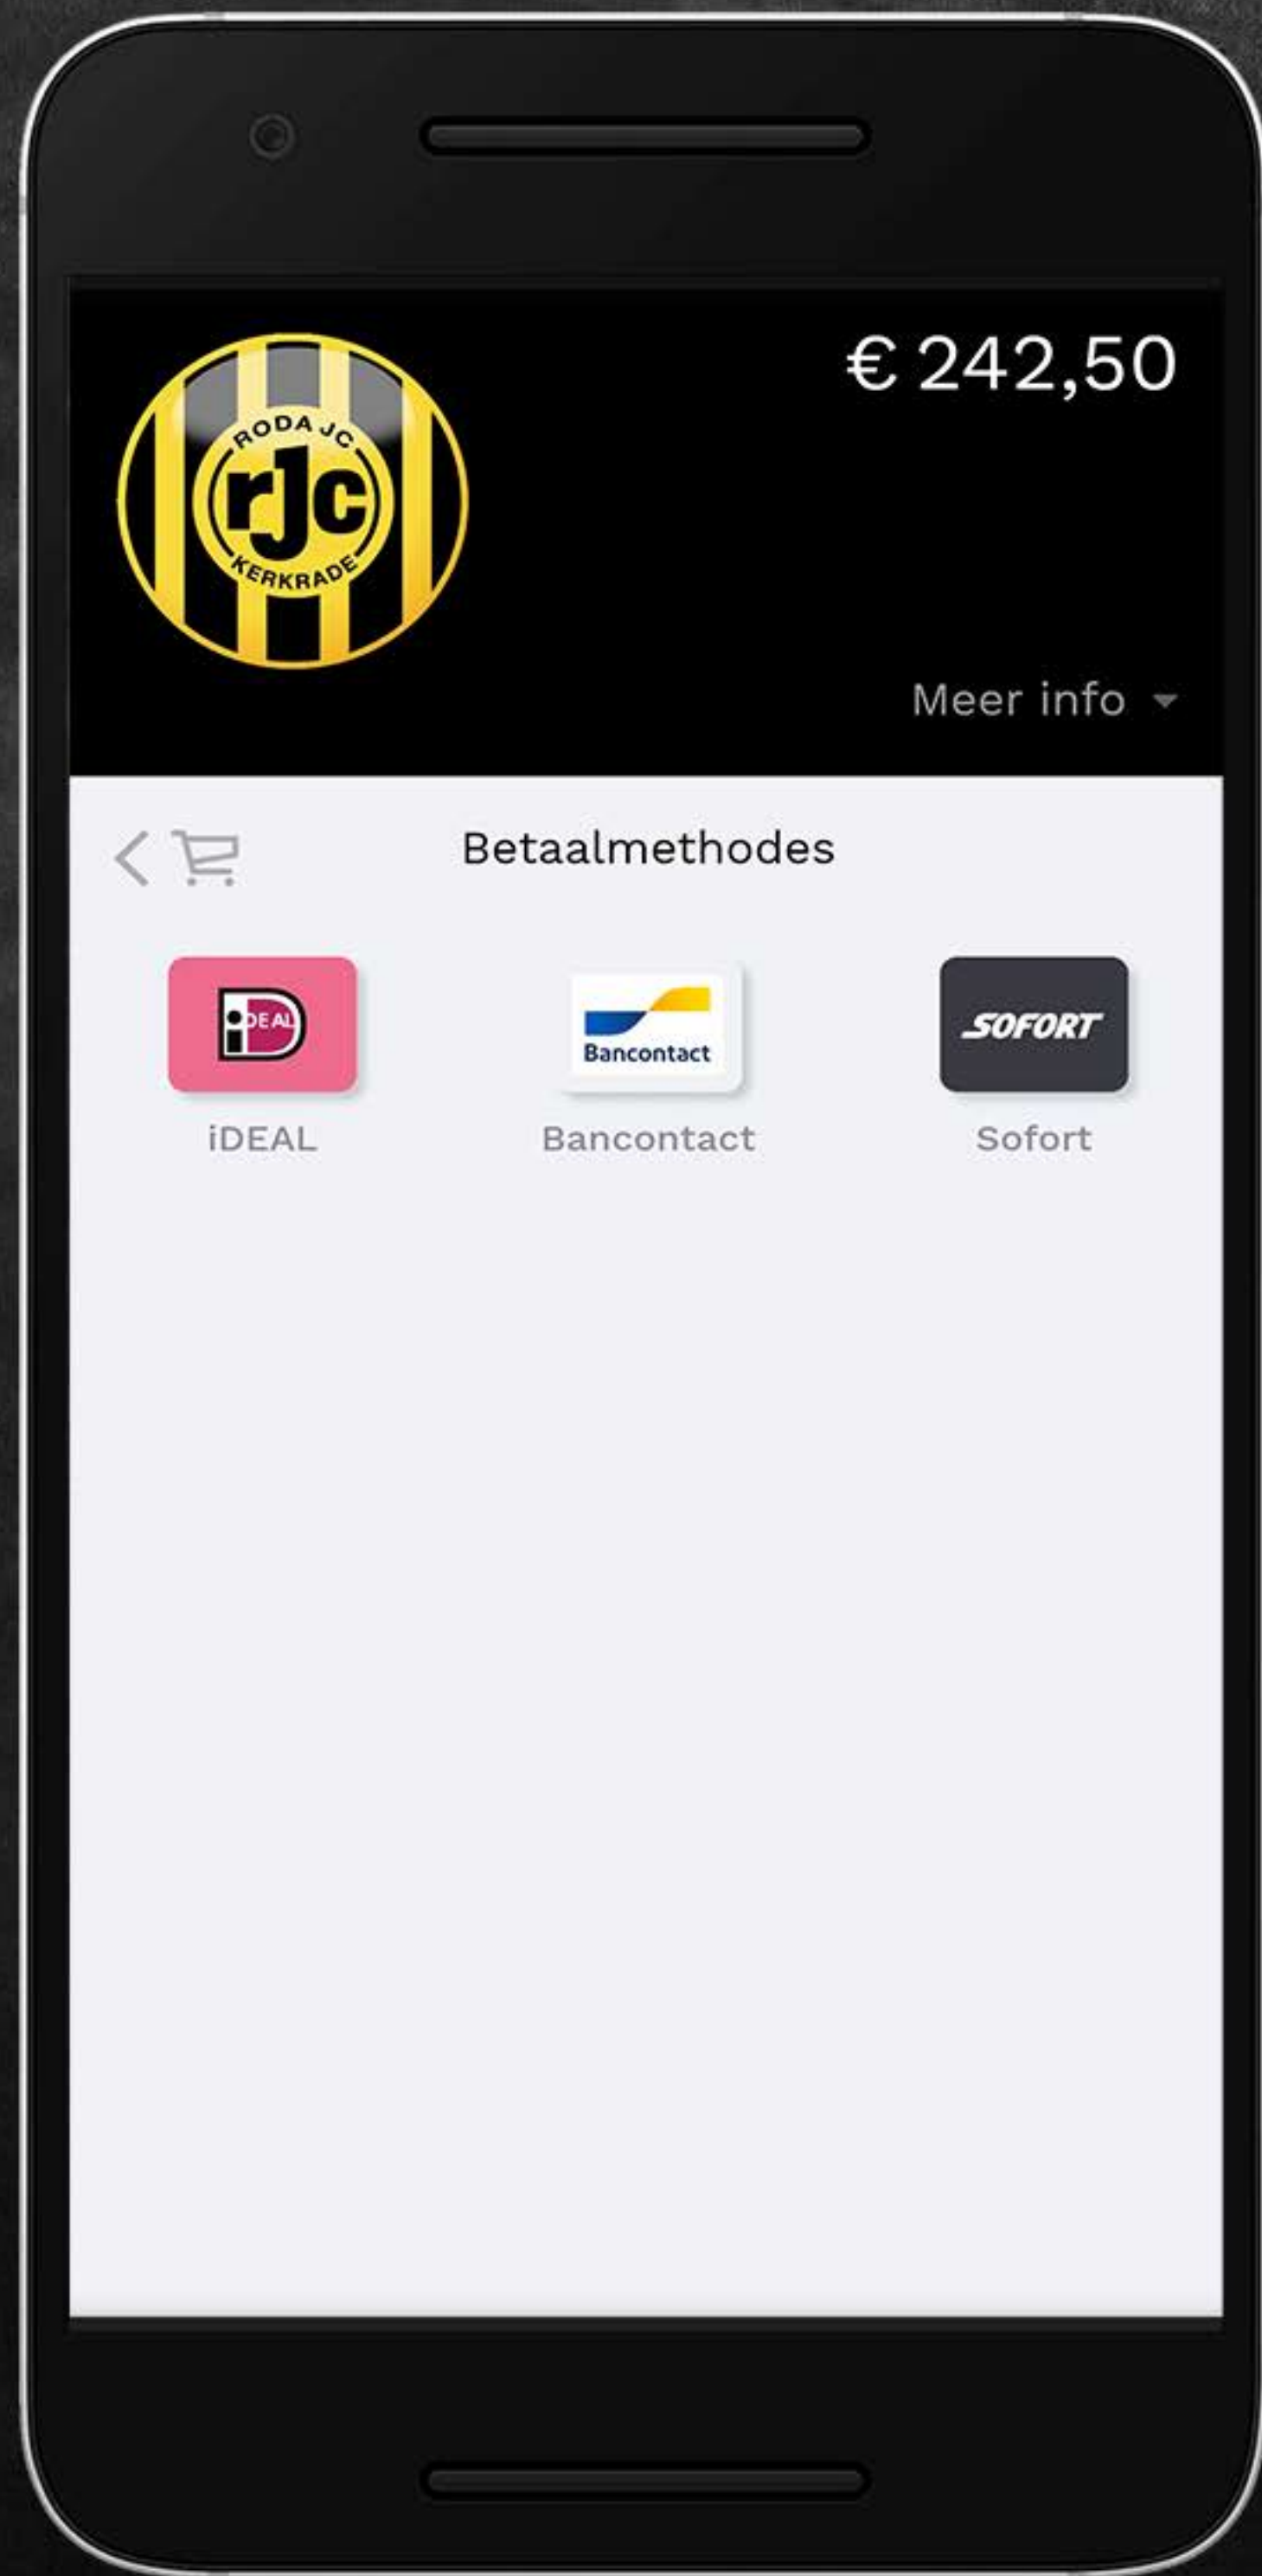 € 242,50
RODA JC
rJc
KERKRADE
Meer info
Betaalmethodes
iDEAL
Bancontact
SOFORT
iDEAL
Bancontact
Sofort